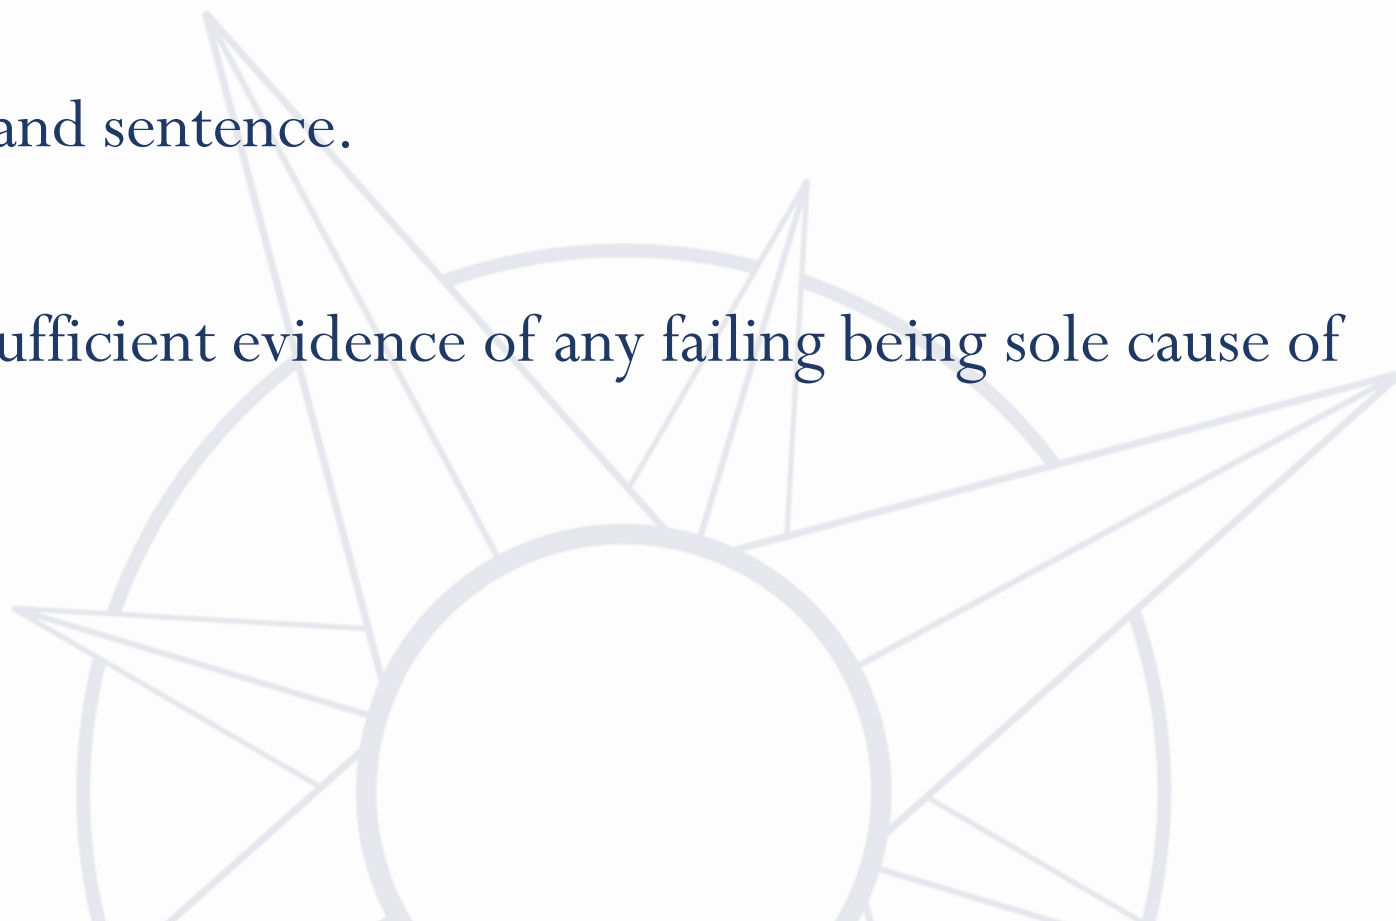 and sentence.
ufficient evidence of any failing being sole cause of